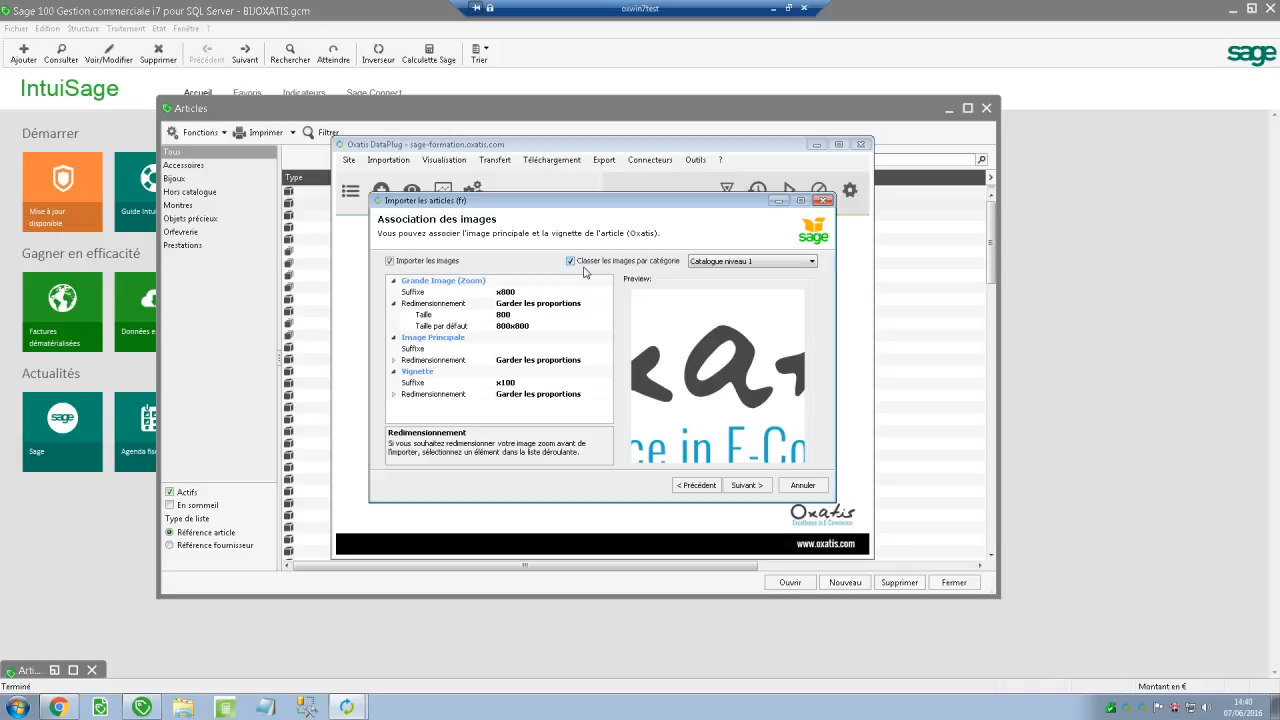 Sage 100 Gestion commerciale i7 pour SQL Server - BIJOXATIS.gcm
oxwin7test
Fichier Edition Structure Traitement Etat Fenêtre ?
Ajouter Consulter Voir/Modifier Supprimer Précédent Suivant Rechercher Atteindre Inverseur Calculette Sage Trier
sage
IntuiSage
Accueil Favoris Indicateurs Sage Connect
Articles
Démarrer
Fonctions Imprimer Filtrer
Mise à jour
disponible
Guide Intui
Gagner en efficacité
Factures
dématérialisées
Données e
Actualités
sage
Sage
Agenda fis
Tous
Accessoires
Bijoux
Hors catalogue
Montres
Objets précieux
Orfèvrerie
Prestations
Type
Oxatis DataPlug - sage-formation.oxatis.com
Site Importation Visualisation Transfert Téléchargement Export Connecteurs Outils ?
Importer les articles (fr)
Association des images
Vous pouvez associer l'image principale et la vignette de l'article (Oxatis).
sage
Importer les images
Classer les images par catégorie
Catalogue niveau 1
Grande Image (Zoom)
Suffixe x800
Redimensionnement Garder les proportions
Taille 800
Taille par défaut 800x800
Image Principale
Suffixe
Redimensionnement Garder les proportions
Vignette
Suffixe x100
Redimensionnement Garder les proportions
Preview:
xat
ce in E-Co
Redimensionnement
Si vous souhaitez redimensionner votre image zoom avant de
l'importer, sélectionnez un élément dans la liste déroulante.
< Précédent Suivant > Annuler
Oxatis
Excellence in E-Commerce
www.oxatis.com
Actifs
En sommeil
Type de liste
Référence article
Référence fournisseur
Ouvrir Nouveau Supprimer Fermer
Arti...
Terminé
Montant en €
14:40
07/06/2016